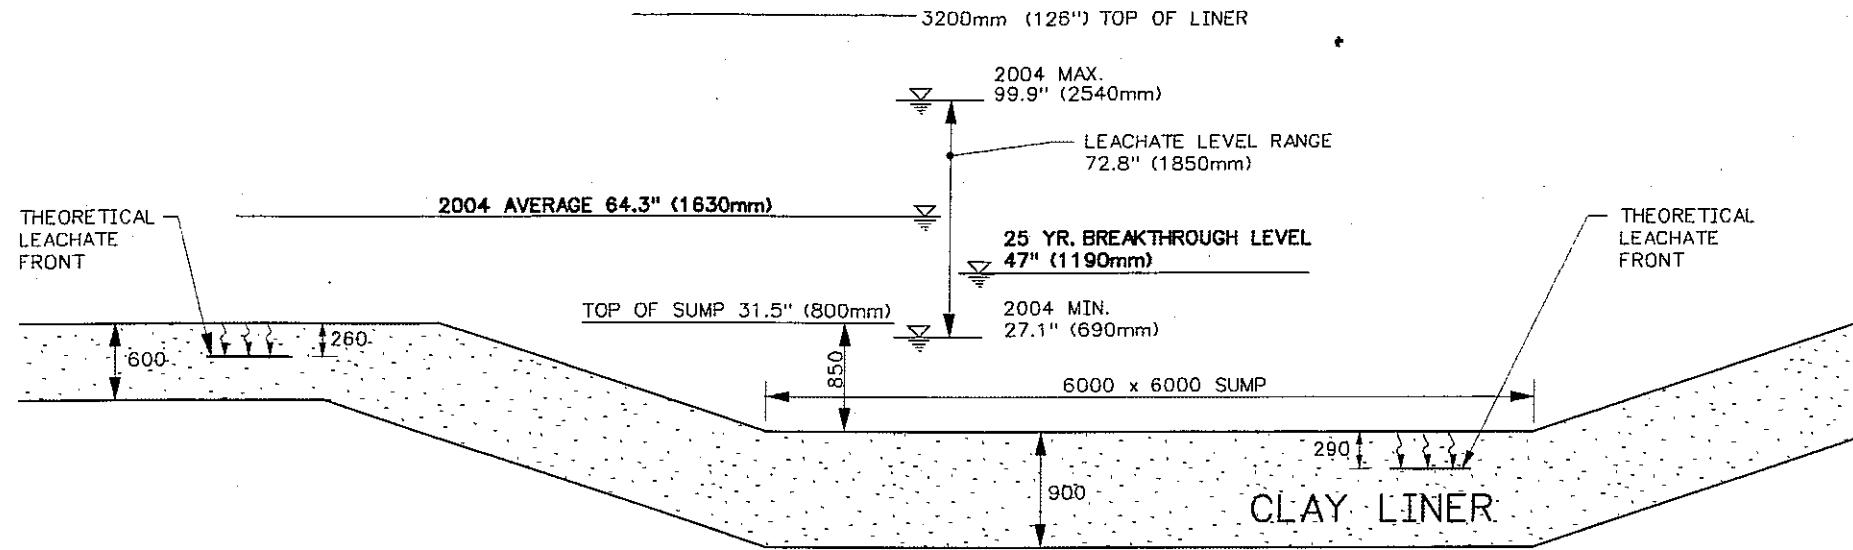 3200mm (126") TOP OF LINER
2004 MAX.
99.9" (2540mm)
LEACHATE LEVEL RANGE
72.8" (1850mm)
2004 AVERAGE 64.3" (1630mm)
THEORETICAL
LEACHATE
FRONT
THEORETICAL
LEACHATE
FRONT
25 YR. BREAKTHROUGH LEVEL
47" (1190mm)
TOP OF SUMP 31.5" (800mm)
2004 MIN.
27.1" (690mm)
260
600
850
6000 x 6000 SUMP
290
900
CLAY LINER